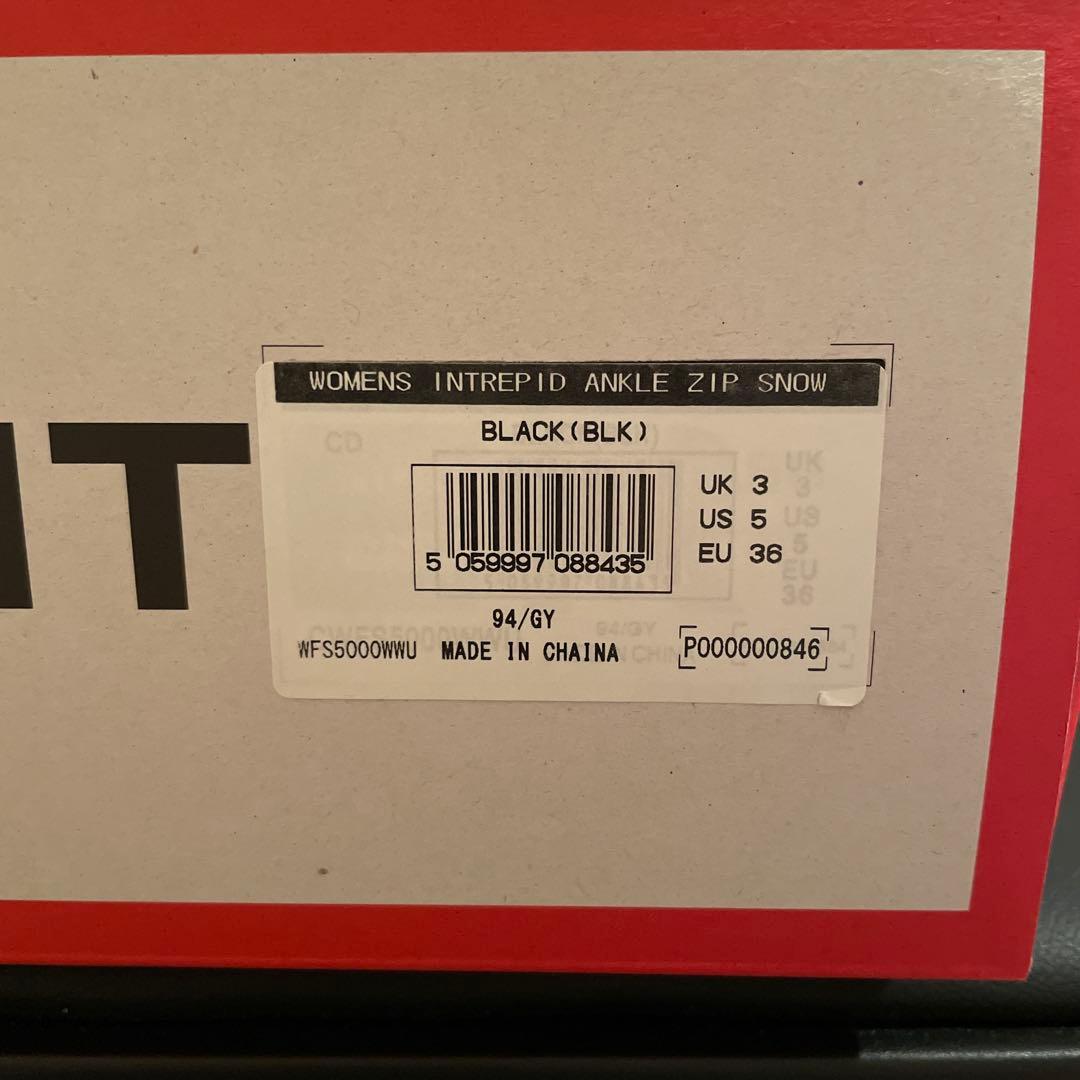 NT
WOMENS INTREPID ANKLE ZIP SNOW
BLACK(BLK)
UK 3
US 5
EU 36
5 059997 088435
94/GY
WFS5000WWU MADE IN CHAINA P000000846